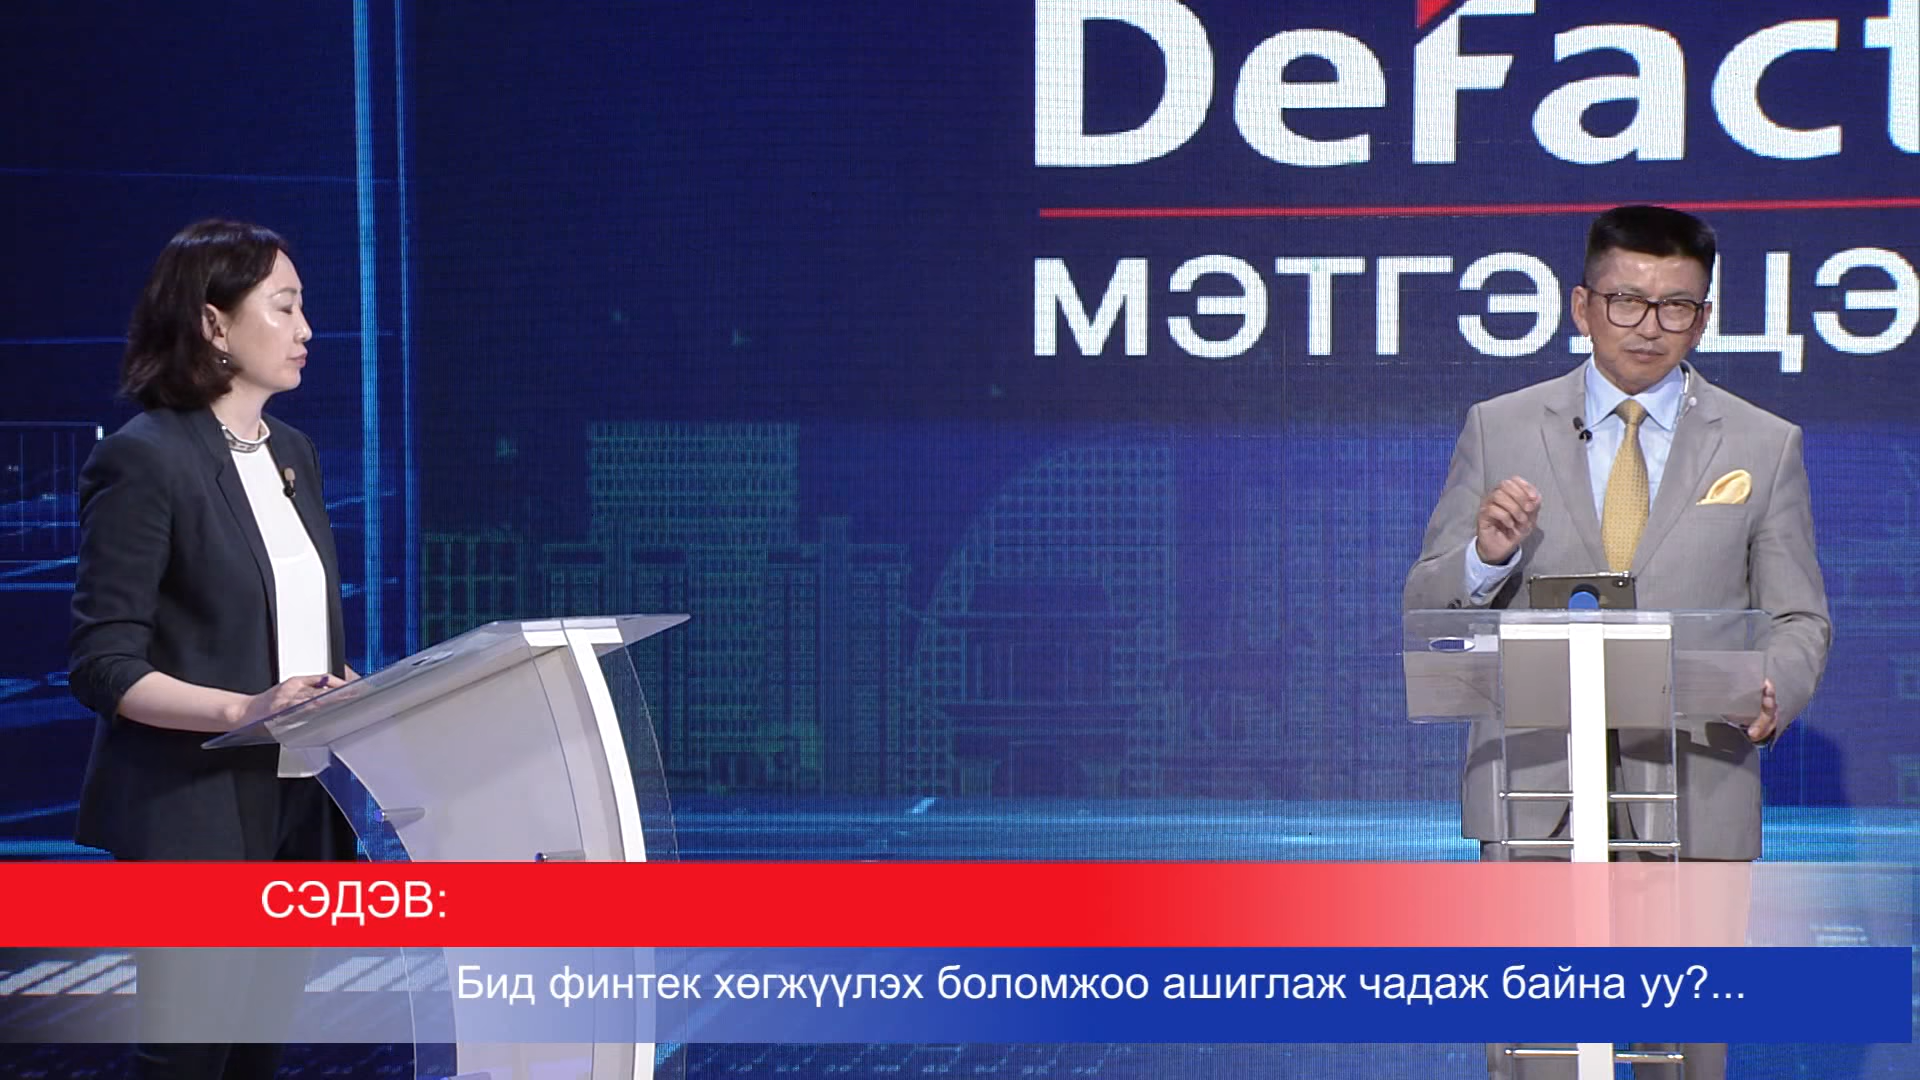 DeFact
МЭТГЭЛЦЭ
СЭДЭВ:
Бид финтек хөгжүүлэх боломжоо ашиглаж чадаж байна уу?...